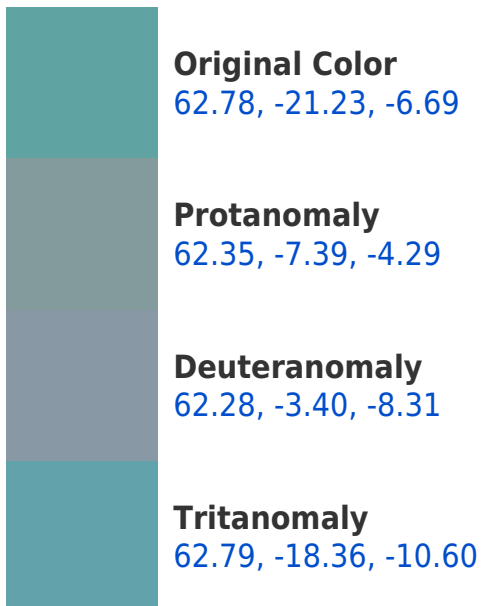 Original Color
62.78, -21.23, -6.69
Protanomaly
62.35, -7.39, -4.29
Deuteranomaly
62.28, -3.40, -8.31
Tritanomaly
62.79, -18.36, -10.60